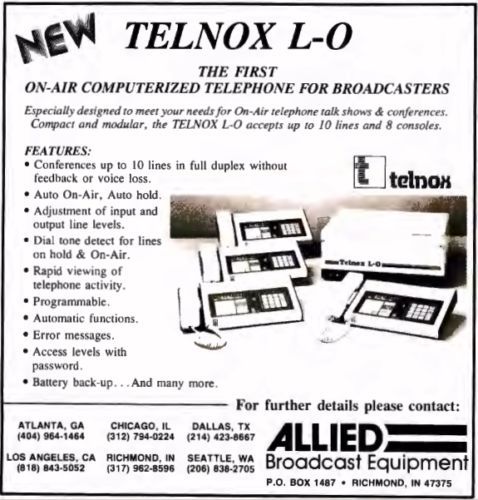 NEW TELNOX L-O
THE FIRST
ON-AIR COMPUTERIZED TELEPHONE FOR BROADCASTERS
Especially designed to meet your needs for On-Air telephone talk shows & conferences.
Compact and modular, the TELNOX L-O accepts up to 10 lines and 8 consoles.
FEATURES:
• Conferences up to 10 lines in full duplex without
feedback or voice loss.
• Auto On-Air, Auto hold.
• Adjustment of input and
output line levels.
• Dial tone detect for lines
on hold & On-Air.
• Rapid viewing of
telephone activity.
• Programmable.
• Automatic functions.
• Error messages.
• Access levels with
password.
• Battery back-up...And many more.
telnox
Telnox L-O
For further details please contact:
ATLANTA, GA
(404) 964-1464
CHICAGO, IL
(312) 794-0224
DALLAS, TX
(214) 423-8667
LOS ANGELES, CA
(818) 843-5052
RICHMOND, IN
(317) 962-8596
SEATTLE, WA
(206) 838-2705
ALLIED
Broadcast Equipment
P.O. BOX 1487 • RICHMOND, IN 47375